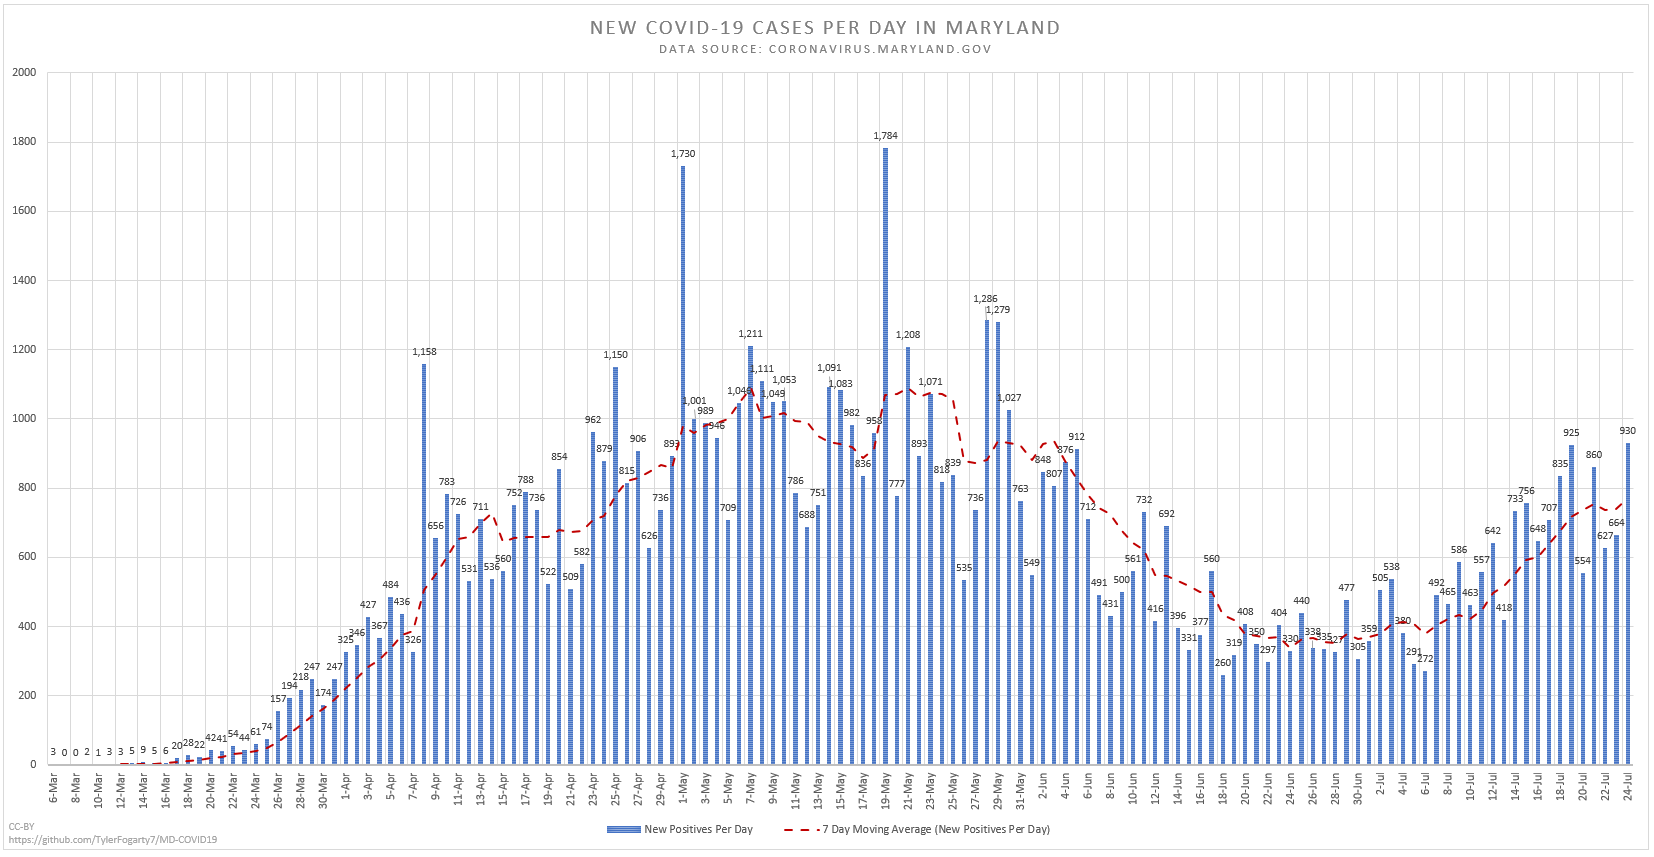 NEW COVID-19 CASES PER DAY IN MARYLAND
DATA SOURCE: CORONAVIRUS.MARYLAND.GOV
2000
1800
1600
1400
1200
1000
800
600
400
200
0
3 0 0 2 1 3 3 5 9 5 6 20 28 22 42 41 54 44 61 74 157 194 218 247 174 247 325 346 427 367 484 436 326 1,158 656 783 726 531 711 536 560 752 788 736 522 854 509 582 962 879 1,150 815 906 626 736 893 1,730 1,001 989 946 709 1,046 1,211 1,111 1,049 1,053 786 688 751 1,091 1,083 982 836 958 1,784 777 1,208 893 1,071 818 839 535 736 1,286 1,279 1,027 763 549 848 807 876 912 712 491 431 500 561 732 416 692 396 331 377 560 260 319 408 350 297 404 330 440 338 335 327 477 305 359 505 538 380 291 272 492 465 586 463 557 642 418 733 756 648 707 835 925 554 860 627 664 930
6-Mar 8-Mar 10-Mar 12-Mar 14-Mar 16-Mar 18-Mar 20-Mar 22-Mar 24-Mar 26-Mar 28-Mar 30-Mar 1-Apr 3-Apr 5-Apr 7-Apr 9-Apr 11-Apr 13-Apr 15-Apr 17-Apr 19-Apr 21-Apr 23-Apr 25-Apr 27-Apr 29-Apr 1-May 3-May 5-May 7-May 9-May 11-May 13-May 15-May 17-May 19-May 21-May 23-May 25-May 27-May 29-May 31-May 2-Jun 4-Jun 6-Jun 8-Jun 10-Jun 12-Jun 14-Jun 16-Jun 18-Jun 20-Jun 22-Jun 24-Jun 26-Jun 28-Jun 30-Jun 2-Jul 4-Jul 6-Jul 8-Jul 10-Jul 12-Jul 14-Jul 16-Jul 18-Jul 20-Jul 22-Jul 24-Jul
New Positives Per Day 7 Day Moving Average (New Positives Per Day)
CC-BY
https://github.com/TylerFogarty7/MD-COVID19